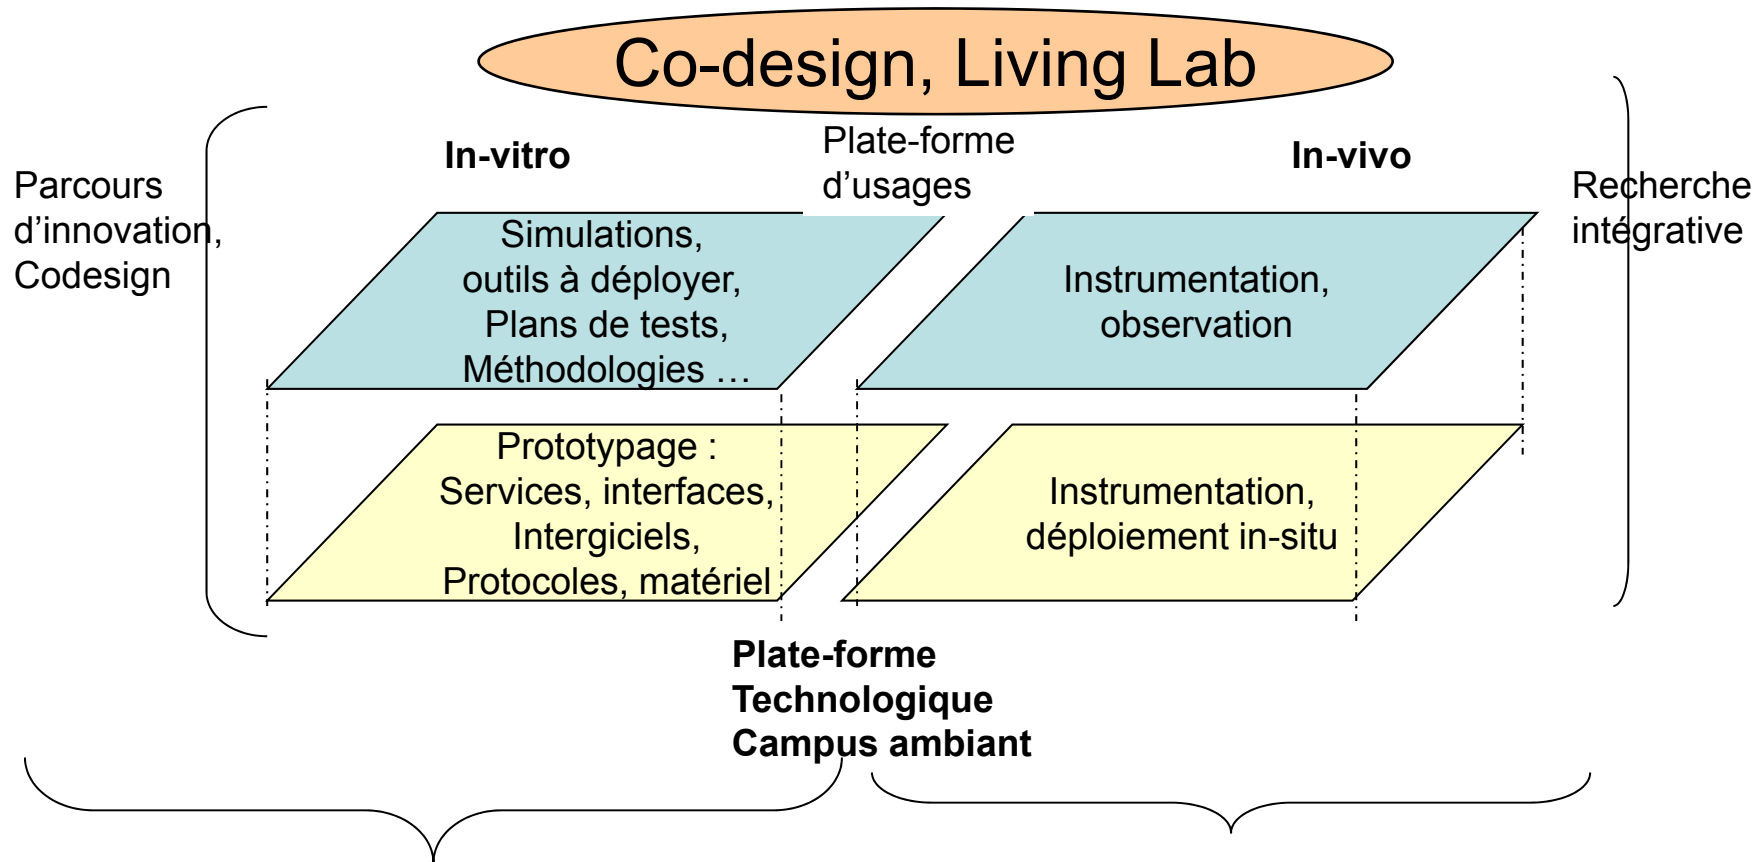 Co-design, Living Lab
In-vitro
Plate-forme
d’usages
In-vivo
Parcours
d’innovation,
Codesign
Recherche
intégrative
Simulations,
outils à déployer,
Plans de tests,
Méthodologies …
Instrumentation,
observation
Prototypage :
Services, interfaces,
Intergiciels,
Protocoles, matériel
Instrumentation,
déploiement in-situ
Plate-forme
Technologique
Campus ambiant